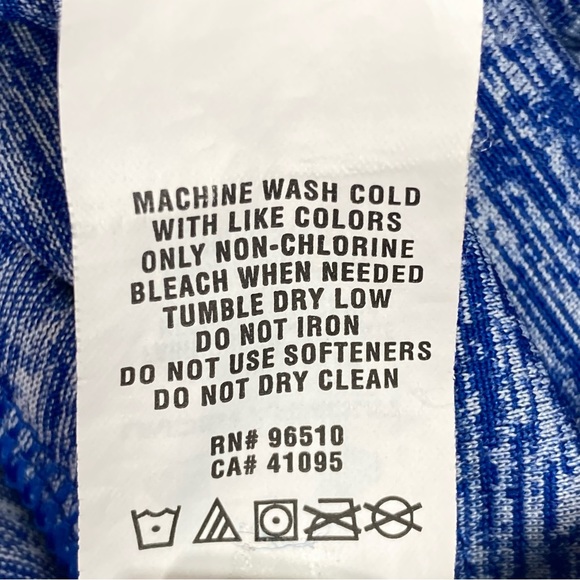 MACHINE WASH COLD
WITH LIKE COLORS
ONLY NON-CHLORINE
BLEACH WHEN NEEDED
TUMBLE DRY LOW
DO NOT IRON
DO NOT USE SOFTENERS
DO NOT DRY CLEAN
RN# 96510
CA# 41095